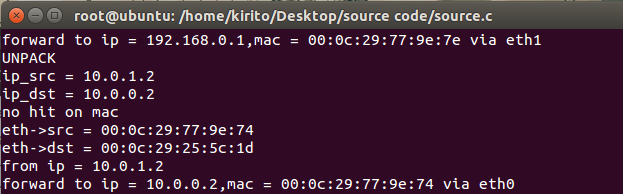 root@ubuntu: /home/kirito/Desktop/source code/source.c
forward to ip = 192.168.0.1,mac = 00:0c:29:77:9e:7e via eth1
UNPACK
ip_src = 10.0.1.2
ip_dst = 10.0.0.2
no hit on mac
eth->src = 00:0c:29:77:9e:74
eth->dst = 00:0c:29:25:5c:1d
from ip = 10.0.1.2
forward to ip = 10.0.0.2,mac = 00:0c:29:77:9e:74 via eth0